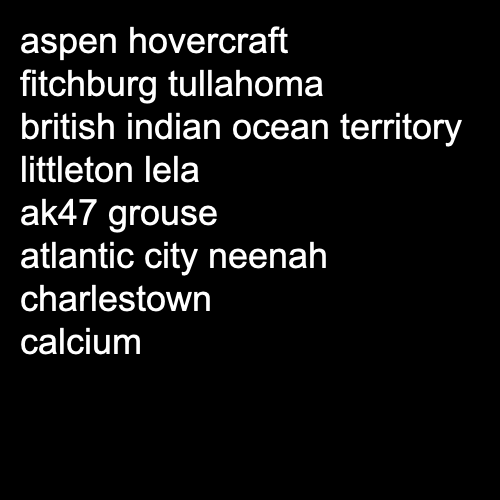 aspen hovercraft
fitchburg tullahoma
british indian ocean territory
littleton lela
ak47 grouse
atlantic city neenah
charlestown
calcium